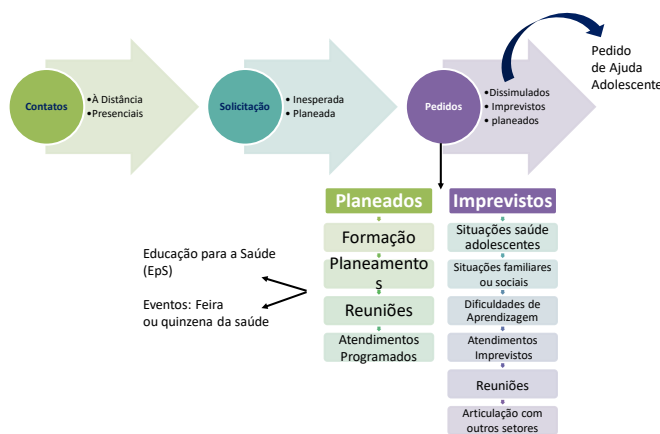 Contatos
•À Distância
•Presenciais
Solicitação
•Inesperada
•Planeada
Pedidos
•Dissimulados
•Imprevistos
•planeados
Pedido
de Ajuda
Adolescente
Planeados
Formação
Planeamento
s
Reuniões
Atendimentos
Programados
Imprevistos
Situações saúde
adolescentes
Situações familiares
ou sociais
Dificuldades de
Aprendizagem
Atendimentos
Imprevistos
Reuniões
Articulação com
outros setores
Educação para a Saúde
(EpS)
Eventos: Feira
ou quinzena da saúde